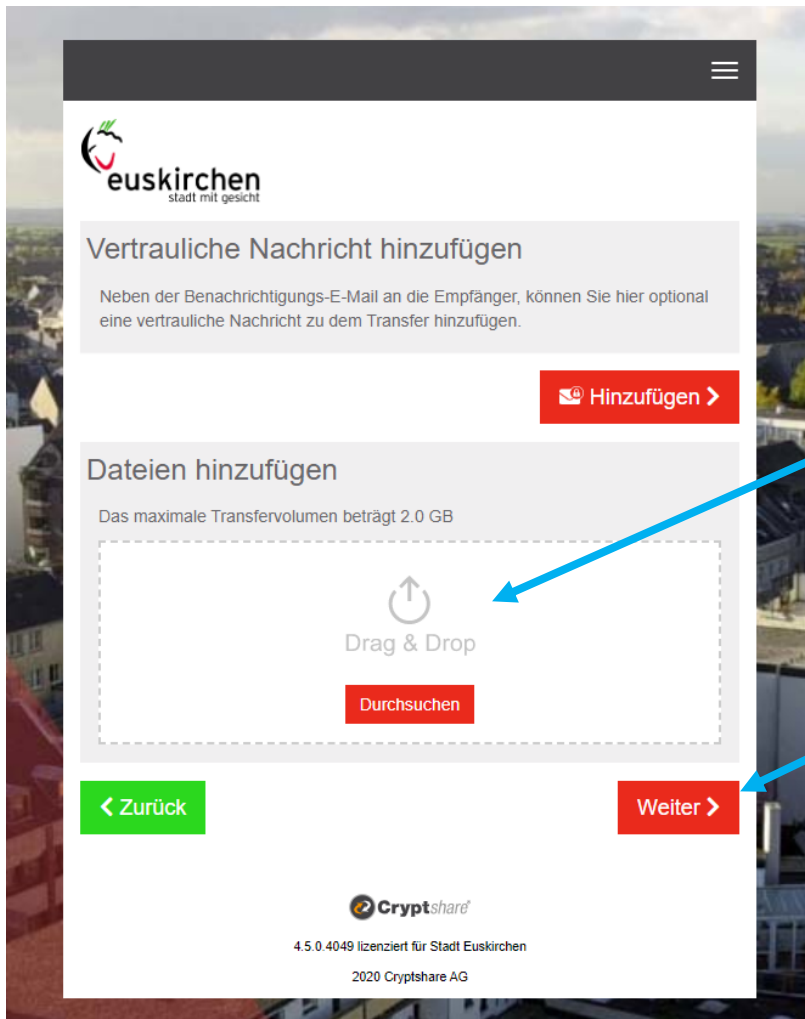 euskirchen
stadt mit gesicht
Vertrauliche Nachricht hinzufügen
Neben der Benachrichtigungs-E-Mail an die Empfänger, können Sie hier optional
eine vertrauliche Nachricht zu dem Transfer hinzufügen.
Hinzufügen
Dateien hinzufügen
Das maximale Transfervolumen beträgt 2.0 GB
Drag & Drop
Durchsuchen
Zurück
Weiter
Cryptshare
4.5.0.4049 lizenziert für Stadt Euskirchen
2020 Cryptshare AG